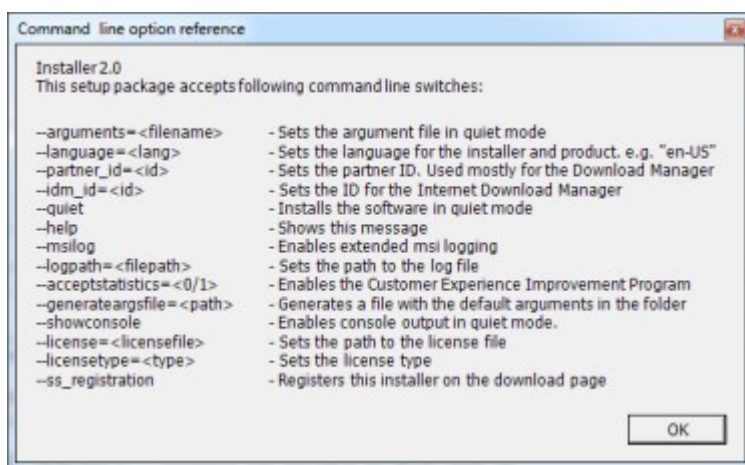 Command line option reference
x
Installer 2.0
This setup package accepts following command line switches:
--arguments=<filename> - Sets the argument file in quiet mode
--language=<lang> - Sets the language for the installer and product. e.g. "en-US"
--partner_id=<id> - Sets the partner ID. Used mostly for the Download Manager
--idm_id=<id> - Sets the ID for the Internet Download Manager
--quiet - Installs the software in quiet mode
--help - Shows this message
--msilog - Enables extended msi logging
--logpath=<filepath> - Sets the path to the log file
--acceptstatistics=<0/1> - Enables the Customer Experience Improvement Program
--generateargsfile=<path> - Generates a file with the default arguments in the folder
--showconsole - Enables console output in quiet mode.
--license=<licensefile> - Sets the path to the license file
--licensetype=<type> - Sets the license type
--ss_registration - Registers this installer on the download page
OK